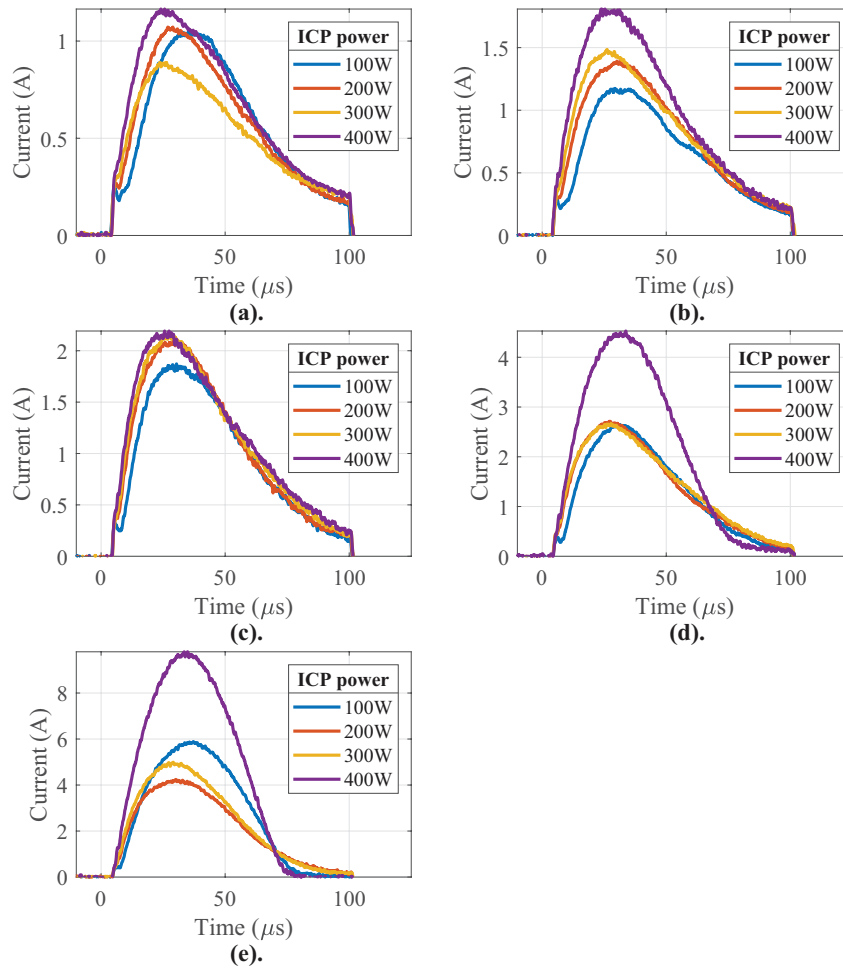 ICP power
100W
200W
300W
400W
1
0.5
0
Current (A)
0 50 100
Time (μs)
(a).
ICP power
100W
200W
300W
400W
1.5
1
0.5
0
Current (A)
0 50 100
Time (μs)
(b).
ICP power
100W
200W
300W
400W
2
1.5
1
0.5
0
Current (A)
0 50 100
Time (μs)
(c).
ICP power
100W
200W
300W
400W
4
3
2
1
0
Current (A)
0 50 100
Time (μs)
(d).
ICP power
100W
200W
300W
400W
8
6
4
2
0
Current (A)
0 50 100
Time (μs)
(e).